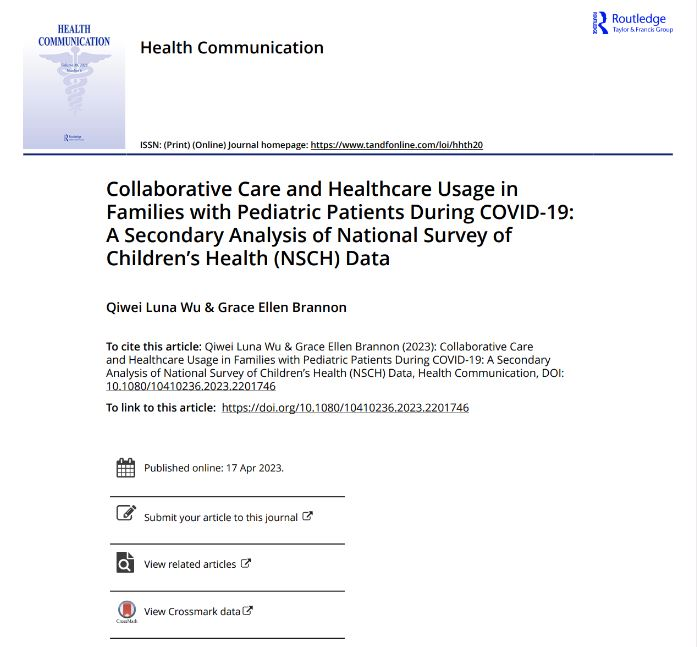 HEALTH
COMMUNICATION
Routledge
Taylor & Francis Group
ROUTLEDGE
Health Communication
Routledge
ISSN: (Print) (Online) Journal homepage: https://www.tandfonline.com/loi/hhth20
Collaborative Care and Healthcare Usage in
Families with Pediatric Patients During COVID-19:
A Secondary Analysis of National Survey of
Children’s Health (NSCH) Data
Qiwei Luna Wu & Grace Ellen Brannon
To cite this article: Qiwei Luna Wu & Grace Ellen Brannon (2023): Collaborative Care
and Healthcare Usage in Families with Pediatric Patients During COVID-19: A Secondary
Analysis of National Survey of Children’s Health (NSCH) Data, Health Communication, DOI:
10.1080/10410236.2023.2201746
To link to this article: https://doi.org/10.1080/10410236.2023.2201746
Published online: 17 Apr 2023.
Submit your article to this journal
View related articles
View Crossmark data
CrossMark